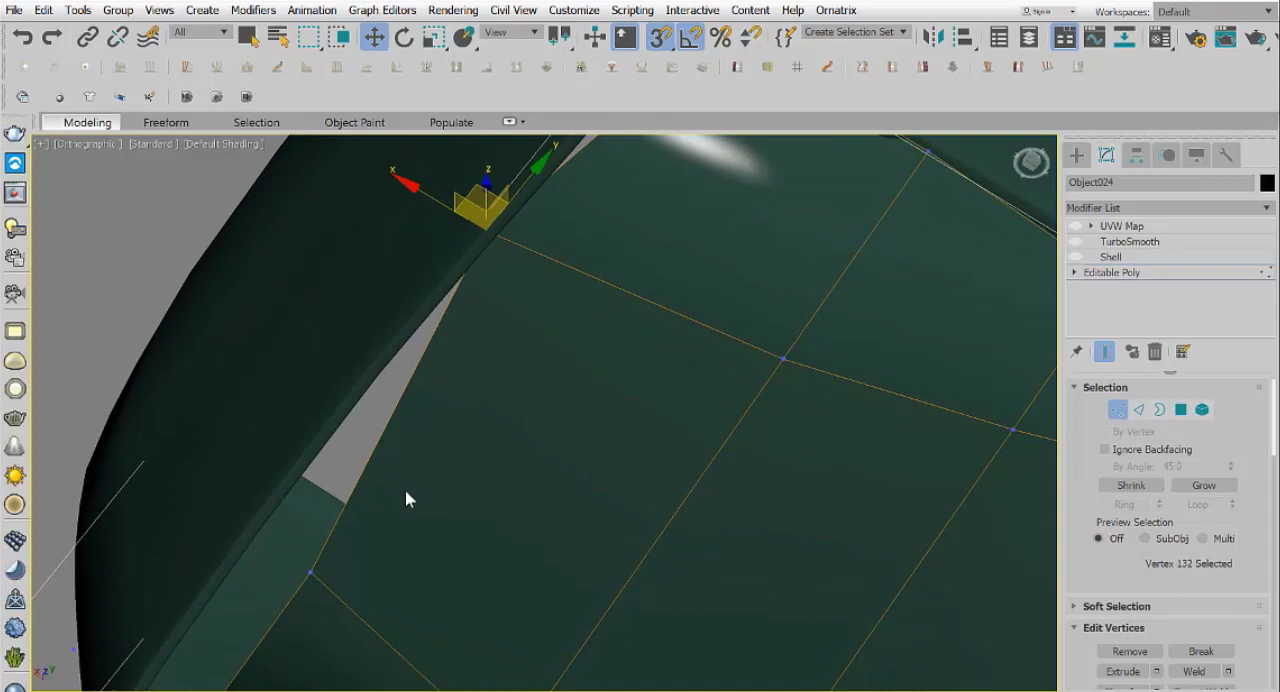 File Edit Tools Group Views Create Modifiers Animation Graph Editors Rendering Civil View Customize Scripting Interactive Content Help Ornatrix
Sign In Workspaces: Default
All View Create Selection Set
Modeling Freeform Selection Object Paint Populate
[+] [Orthographic ] [Standard ] [Default Shading ]
x y z
Object024
Modifier List
UVW Map
TurboSmooth
Shell
Editable Poly
Selection
By Vertex
Ignore Backfacing
By Angle: 45.0
Shrink Grow
Ring Loop
Preview Selection
Off SubObj Multi
Vertex 132 Selected
Soft Selection
Edit Vertices
Remove Break
Extrude Weld